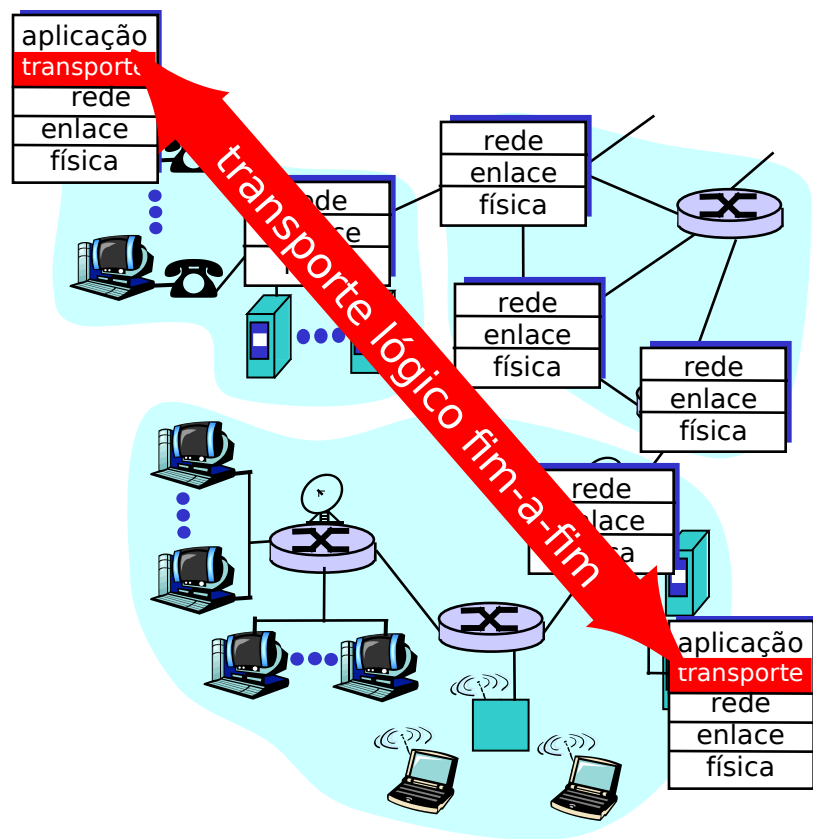 aplicação
transporte
rede
enlace
física
rede
enlace
física
rede
enlace
física
rede
enlace
física
rede
transporte lógico fim-a-fim
rede
aplicação
transporte
rede
enlace
física